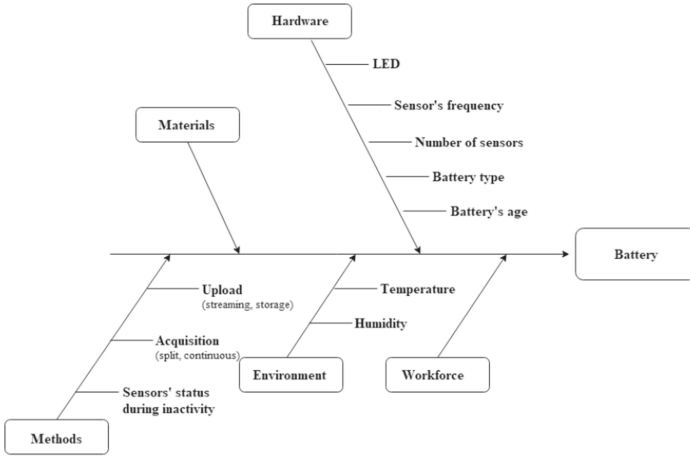 Hardware
LED
Sensor's frequency
Materials
Number of sensors
Battery type
Battery's age
Battery
Upload
(streaming, storage)
Temperature
Humidity
Acquisition
(split, continuous)
Environment
Workforce
Sensors' status
during inactivity
Methods